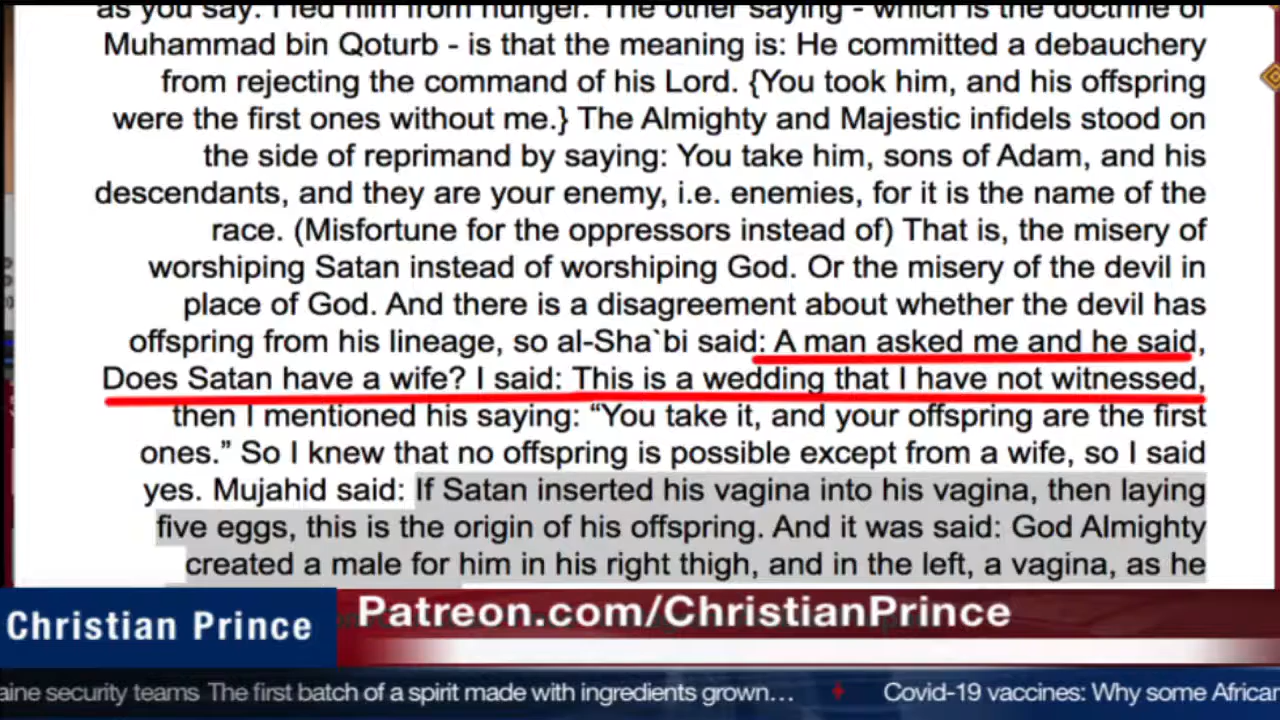 as you say. I fed him from hunger. The other saying - which is the doctrine of
Muhammad bin Qoturb - is that the meaning is: He committed a debauchery
from rejecting the command of his Lord. {You took him, and his offspring
were the first ones without me.} The Almighty and Majestic infidels stood on
the side of reprimand by saying: You take him, sons of Adam, and his
descendants, and they are your enemy, i.e. enemies, for it is the name of the
race. (Misfortune for the oppressors instead of) That is, the misery of
worshiping Satan instead of worshiping God. Or the misery of the devil in
place of God. And there is a disagreement about whether the devil has
offspring from his lineage, so al-Sha`bi said: A man asked me and he said,
Does Satan have a wife? I said: This is a wedding that I have not witnessed,
then I mentioned his saying: “You take it, and your offspring are the first
ones.” So I knew that no offspring is possible except from a wife, so I said
yes. Mujahid said: If Satan inserted his vagina into his vagina, then laying
five eggs, this is the origin of his offspring. And it was said: God Almighty
created a male for him in his right thigh, and in the left, a vagina, as he
Christian Prince
Patreon.com/ChristianPrince
aine security teams The first batch of a spirit made with ingredients grown… Covid-19 vaccines: Why some African